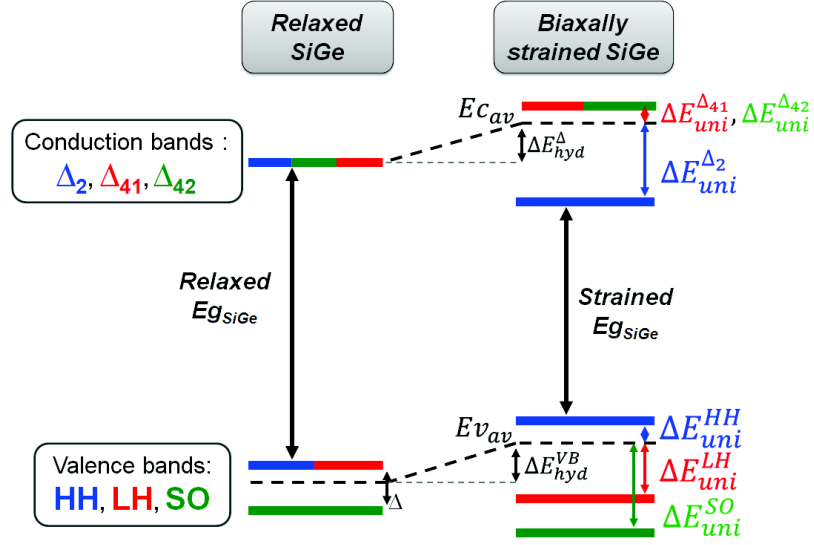 Relaxed
SiGe
Biaxally
strained SiGe
Conduction bands :
Δ₂, Δ₄₁, Δ₄₂
Ec_av
ΔE_hyd^Δ
ΔE_uni^Δ₄₁, ΔE_uni^Δ₄₂
ΔE_uni^Δ₂
Relaxed
Eg_SiGe
Strained
Eg_SiGe
Valence bands:
HH, LH, SO
Δ
Ev_av
ΔE_hyd^VB
ΔE_uni^HH
ΔE_uni^LH
ΔE_uni^SO